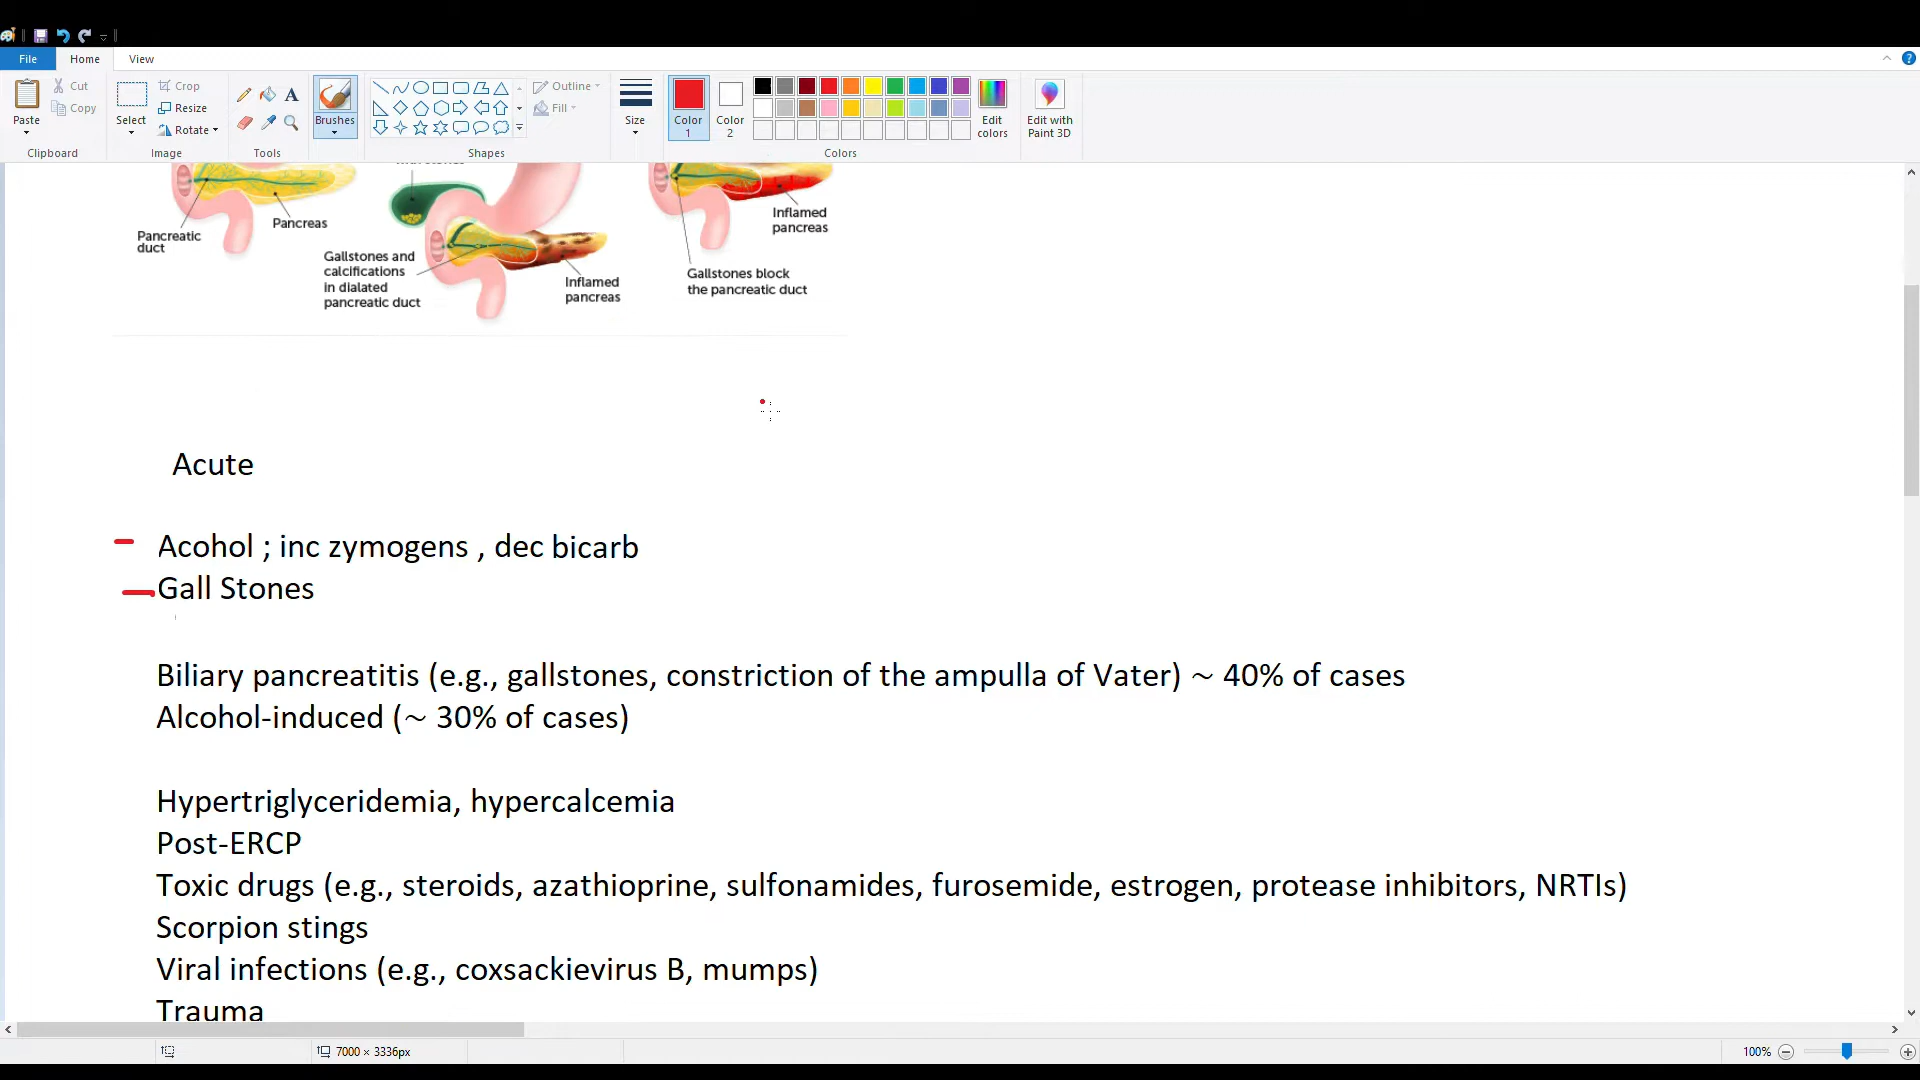 File Home View
Paste
Cut
Copy
Clipboard
Select
Crop
Resize
Rotate
Image
A
Tools
Brushes
Shapes
Outline
Fill
Size
Color 1
Color 2
Colors
Edit colors
Edit with Paint 3D
Pancreatic duct
Pancreas
Gallstones and
calcifications
in dialated
pancreatic duct
Inflamed
pancreas
Inflamed
pancreas
Gallstones block
the pancreatic duct
Acute
Acohol ; inc zymogens , dec bicarb
Gall Stones
Biliary pancreatitis (e.g., gallstones, constriction of the ampulla of Vater) ~ 40% of cases
Alcohol-induced (~ 30% of cases)
Hypertriglyceridemia, hypercalcemia
Post-ERCP
Toxic drugs (e.g., steroids, azathioprine, sulfonamides, furosemide, estrogen, protease inhibitors, NRTIs)
Scorpion stings
Viral infections (e.g., coxsackievirus B, mumps)
Trauma
7000 × 3336px
100%